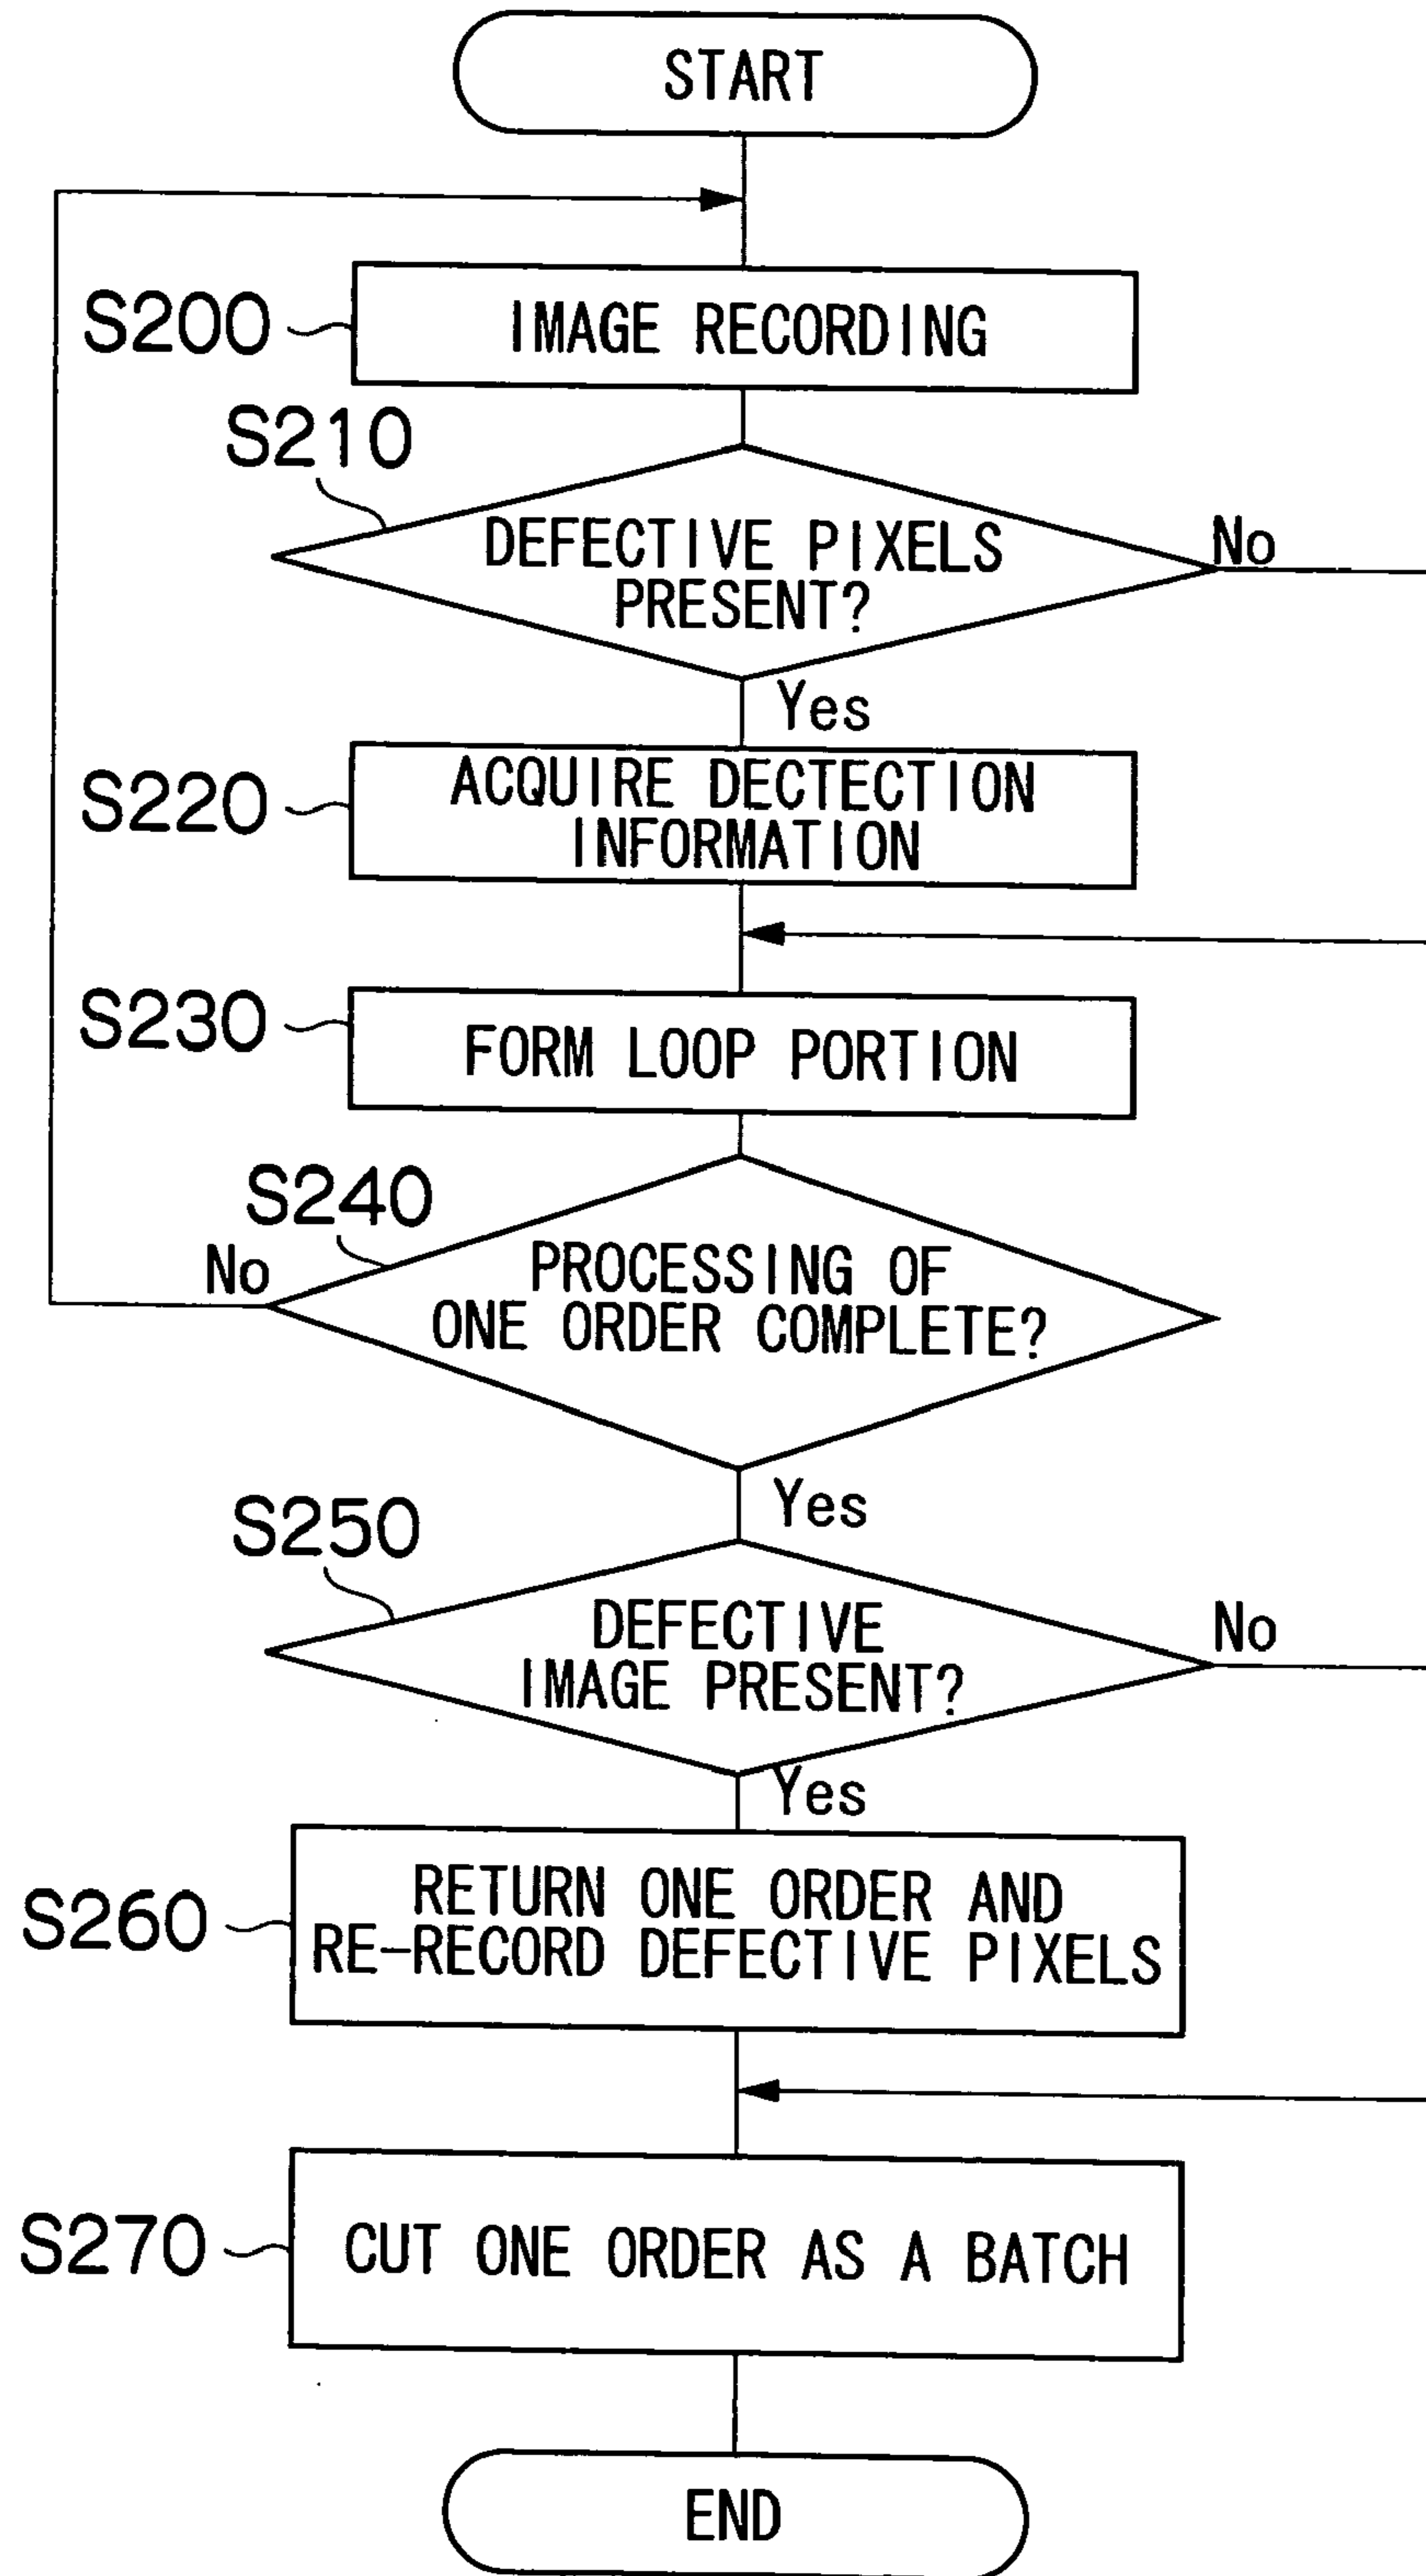 START
S200
IMAGE RECORDING
S210
DEFECTIVE PIXELS
PRESENT?
No
Yes
S220
ACQUIRE DECTECTION
INFORMATION
S230
FORM LOOP PORTION
S240
No
PROCESSING OF
ONE ORDER COMPLETE?
Yes
S250
DEFECTIVE
IMAGE PRESENT?
No
Yes
S260
RETURN ONE ORDER AND
RE-RECORD DEFECTIVE PIXELS
S270
CUT ONE ORDER AS A BATCH
END